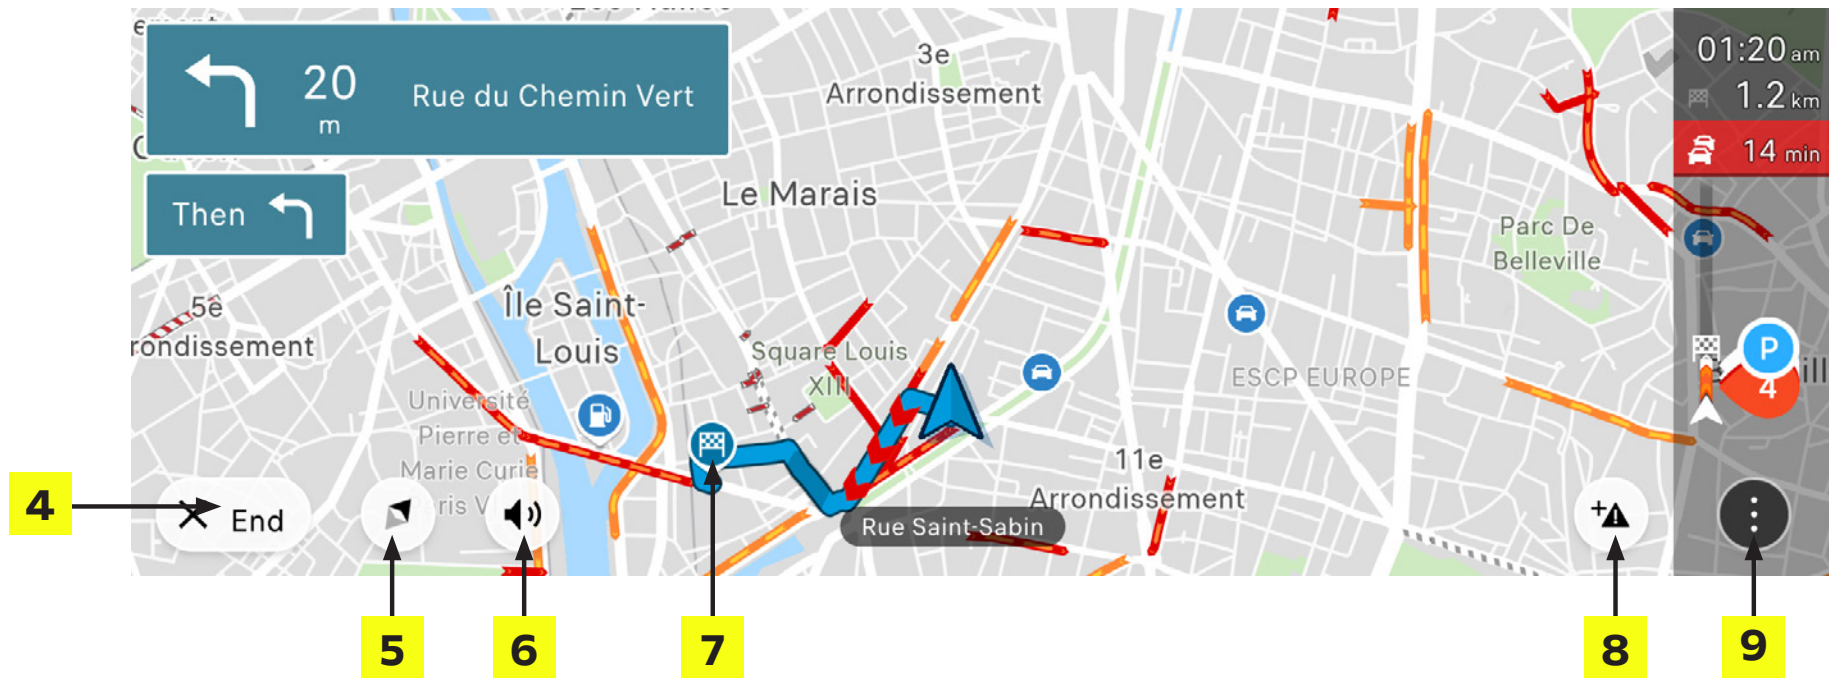 20
m
Rue du Chemin Vert
Then
3e
Arrondissement
01:20 am
1.2 km
14 min
Le Marais
Parc De
Belleville
5e
rondissement
Île Saint-
Louis
Square Louis
XIII
ESCP EUROPE
P
4
ill
Université
Pierre et
Marie Curie
aris V
11e
Arrondissement
Rue Saint-Sabin
End
4
5
6
7
8
9